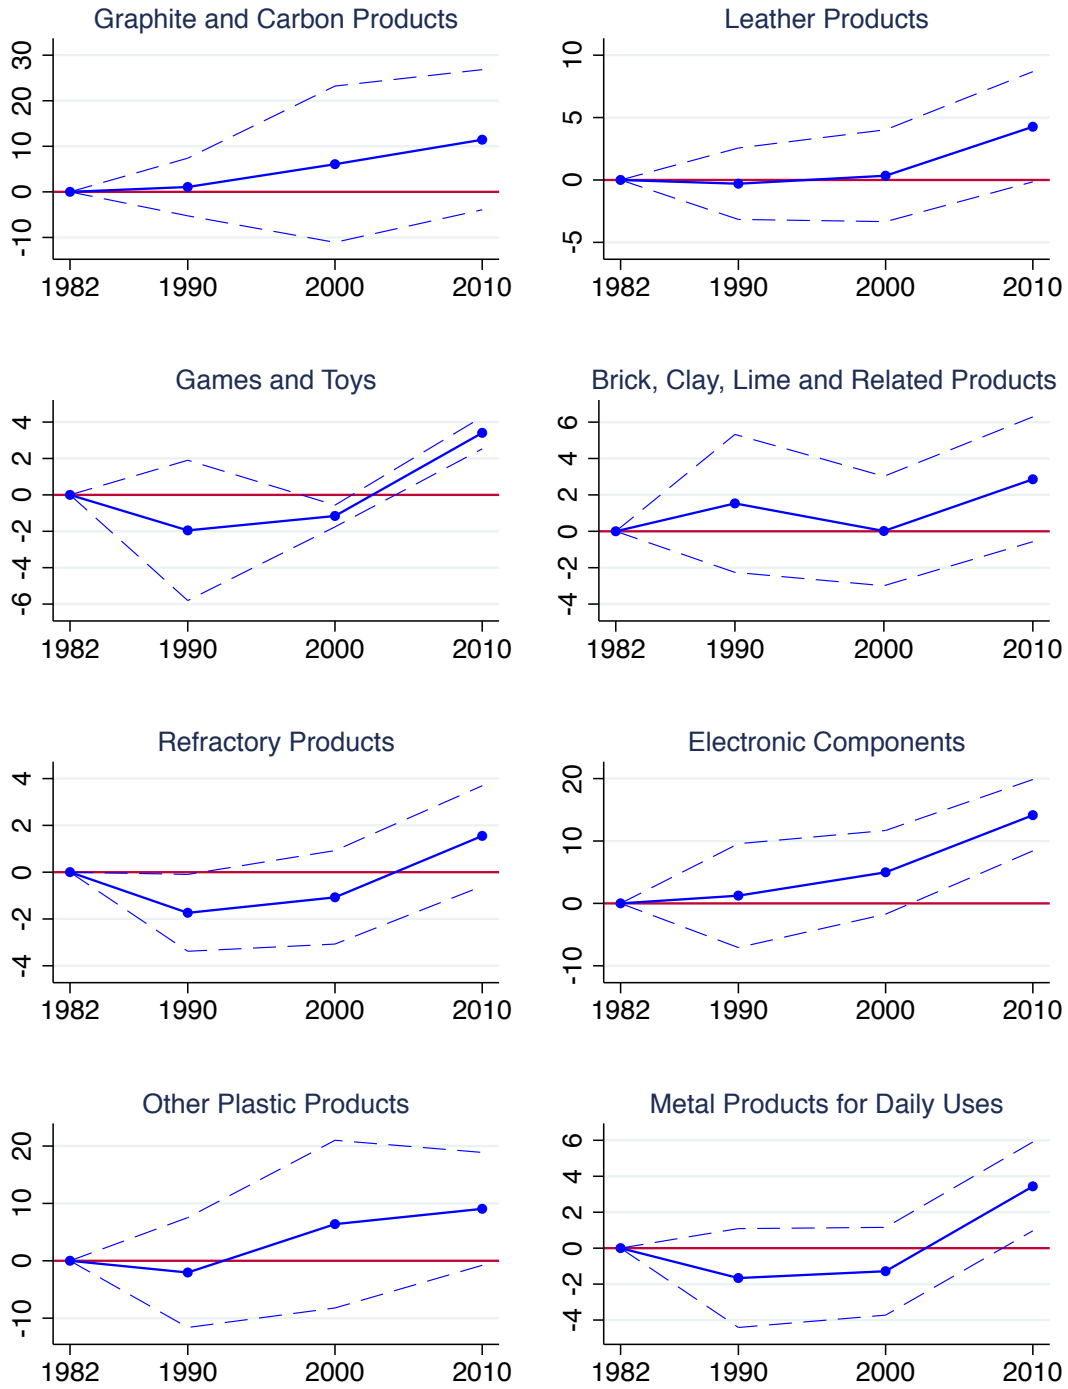 Graphite and Carbon Products
30
20
10
0
-10
1982 1990 2000 2010
Leather Products
10
5
0
-5
1982 1990 2000 2010
Games and Toys
4
2
0
-2
-4
-6
1982 1990 2000 2010
Brick, Clay, Lime and Related Products
6
4
2
0
-2
-4
1982 1990 2000 2010
Refractory Products
4
2
0
-2
-4
1982 1990 2000 2010
Electronic Components
20
10
0
-10
1982 1990 2000 2010
Other Plastic Products
20
10
0
-10
1982 1990 2000 2010
Metal Products for Daily Uses
6
4
2
0
-2
-4
1982 1990 2000 2010